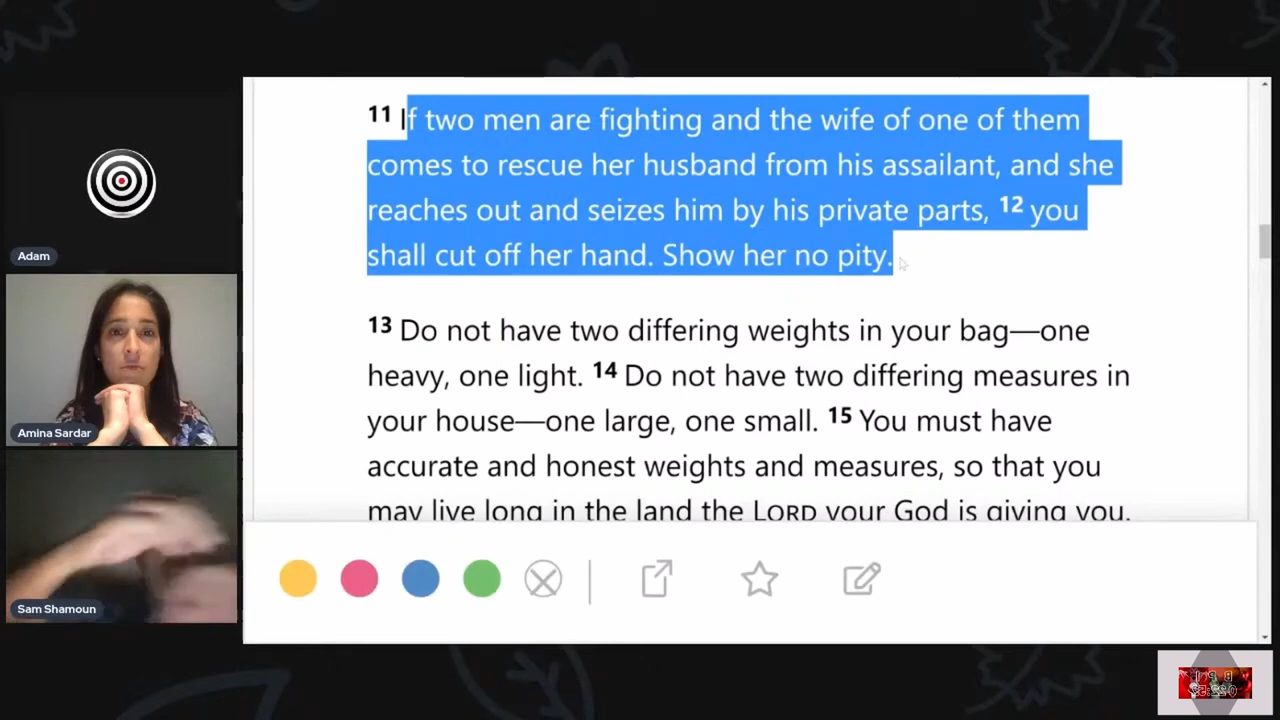 11 If two men are fighting and the wife of one of them
comes to rescue her husband from his assailant, and she
reaches out and seizes him by his private parts, 12 you
shall cut off her hand. Show her no pity.
13 Do not have two differing weights in your bag—one
heavy, one light. 14 Do not have two differing measures in
your house—one large, one small. 15 You must have
accurate and honest weights and measures, so that you
may live long in the land the LORD your God is giving you.
Adam
Amina Sardar
Sam Shamoun